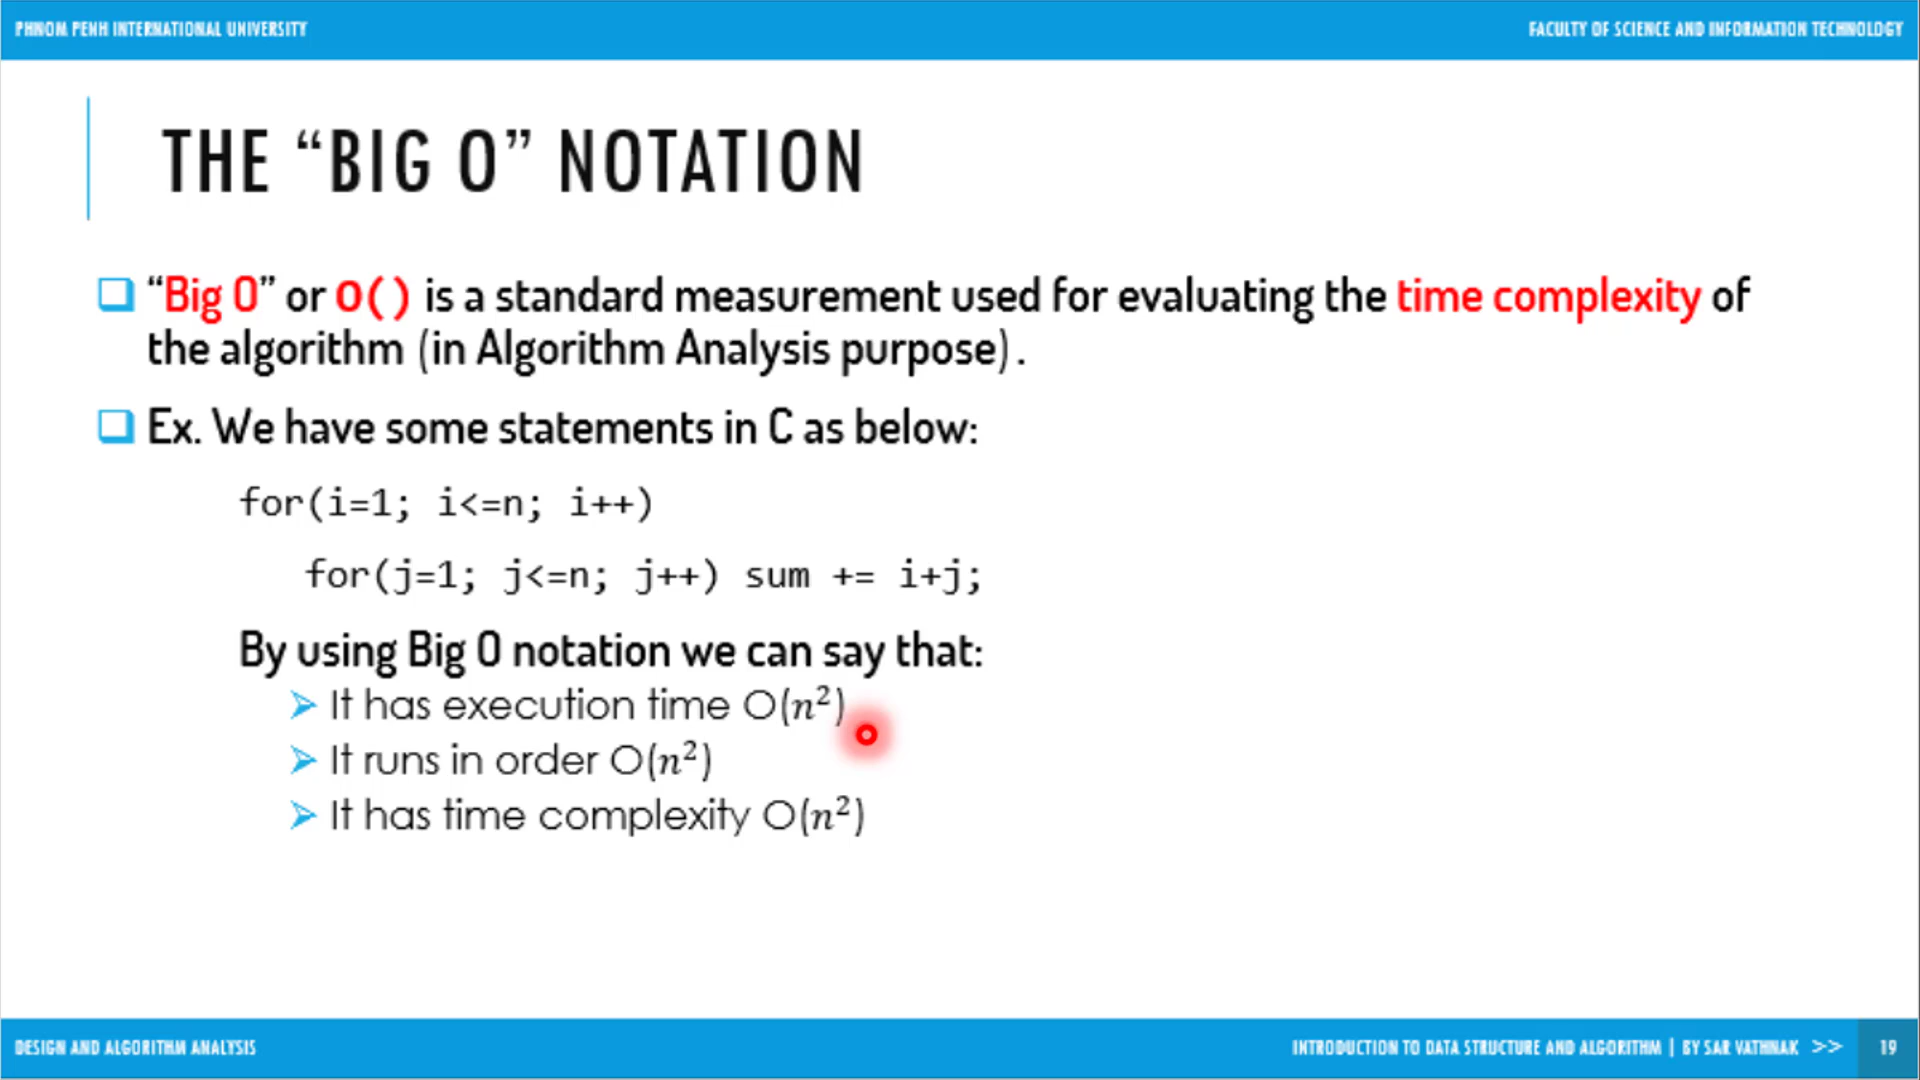 PHNOM PENH INTERNATIONAL UNIVERSITY
FACULTY OF SCIENCE AND INFORMATION TECHNOLOGY
THE “BIG O” NOTATION
“Big O” or O() is a standard measurement used for evaluating the time complexity of
the algorithm (in Algorithm Analysis purpose).
Ex. We have some statements in C as below:
for(i=1; i<=n; i++)
for(j=1; j<=n; j++) sum += i+j;
By using Big O notation we can say that:
It has execution time O(n²)
It runs in order O(n²)
It has time complexity O(n²)
DESIGN AND ALGORITHM ANALYSIS
INTRODUCTION TO DATA STRUCTURE AND ALGORITHM | BY SAR VATHNAK >> 19